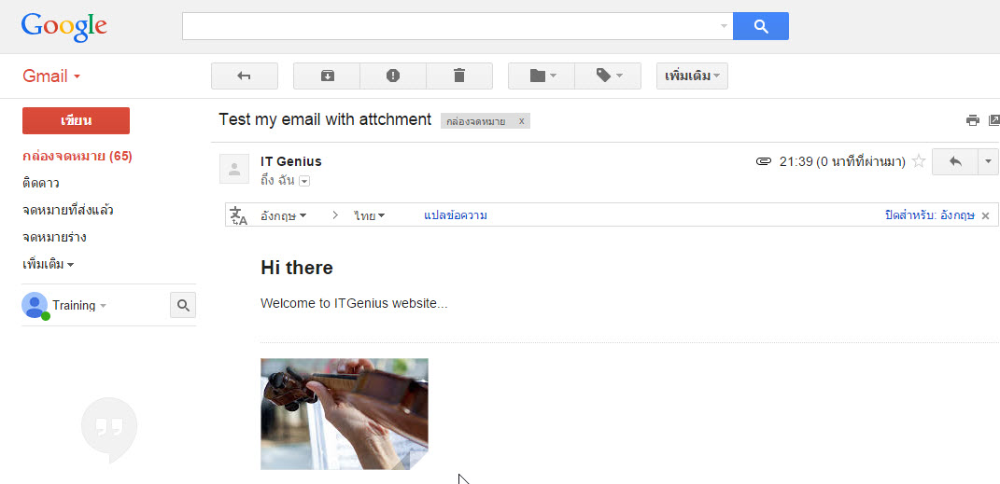 Google
Gmail
เพิ่มเติม
เขียน
Test my email with attchment กล่องจดหมาย x
กล่องจดหมาย (65)
IT Genius 21:39 (0 นาทีที่ผ่านมา)
ถึง ฉัน
ติดดาว
จดหมายที่ส่งแล้ว
อังกฤษ ไทย แปลข้อความ ปิดสำหรับ: อังกฤษ
จดหมายร่าง
เพิ่มเติม
Hi there
Training
Welcome to ITGenius website...